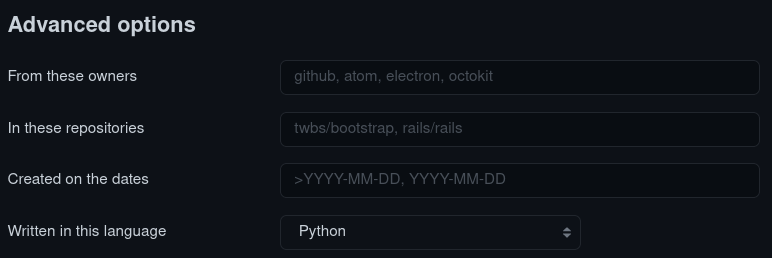 Advanced options
From these owners github, atom, electron, octokit
In these repositories twbs/bootstrap, rails/rails
Created on the dates >YYYY-MM-DD, YYYY-MM-DD
Written in this language Python